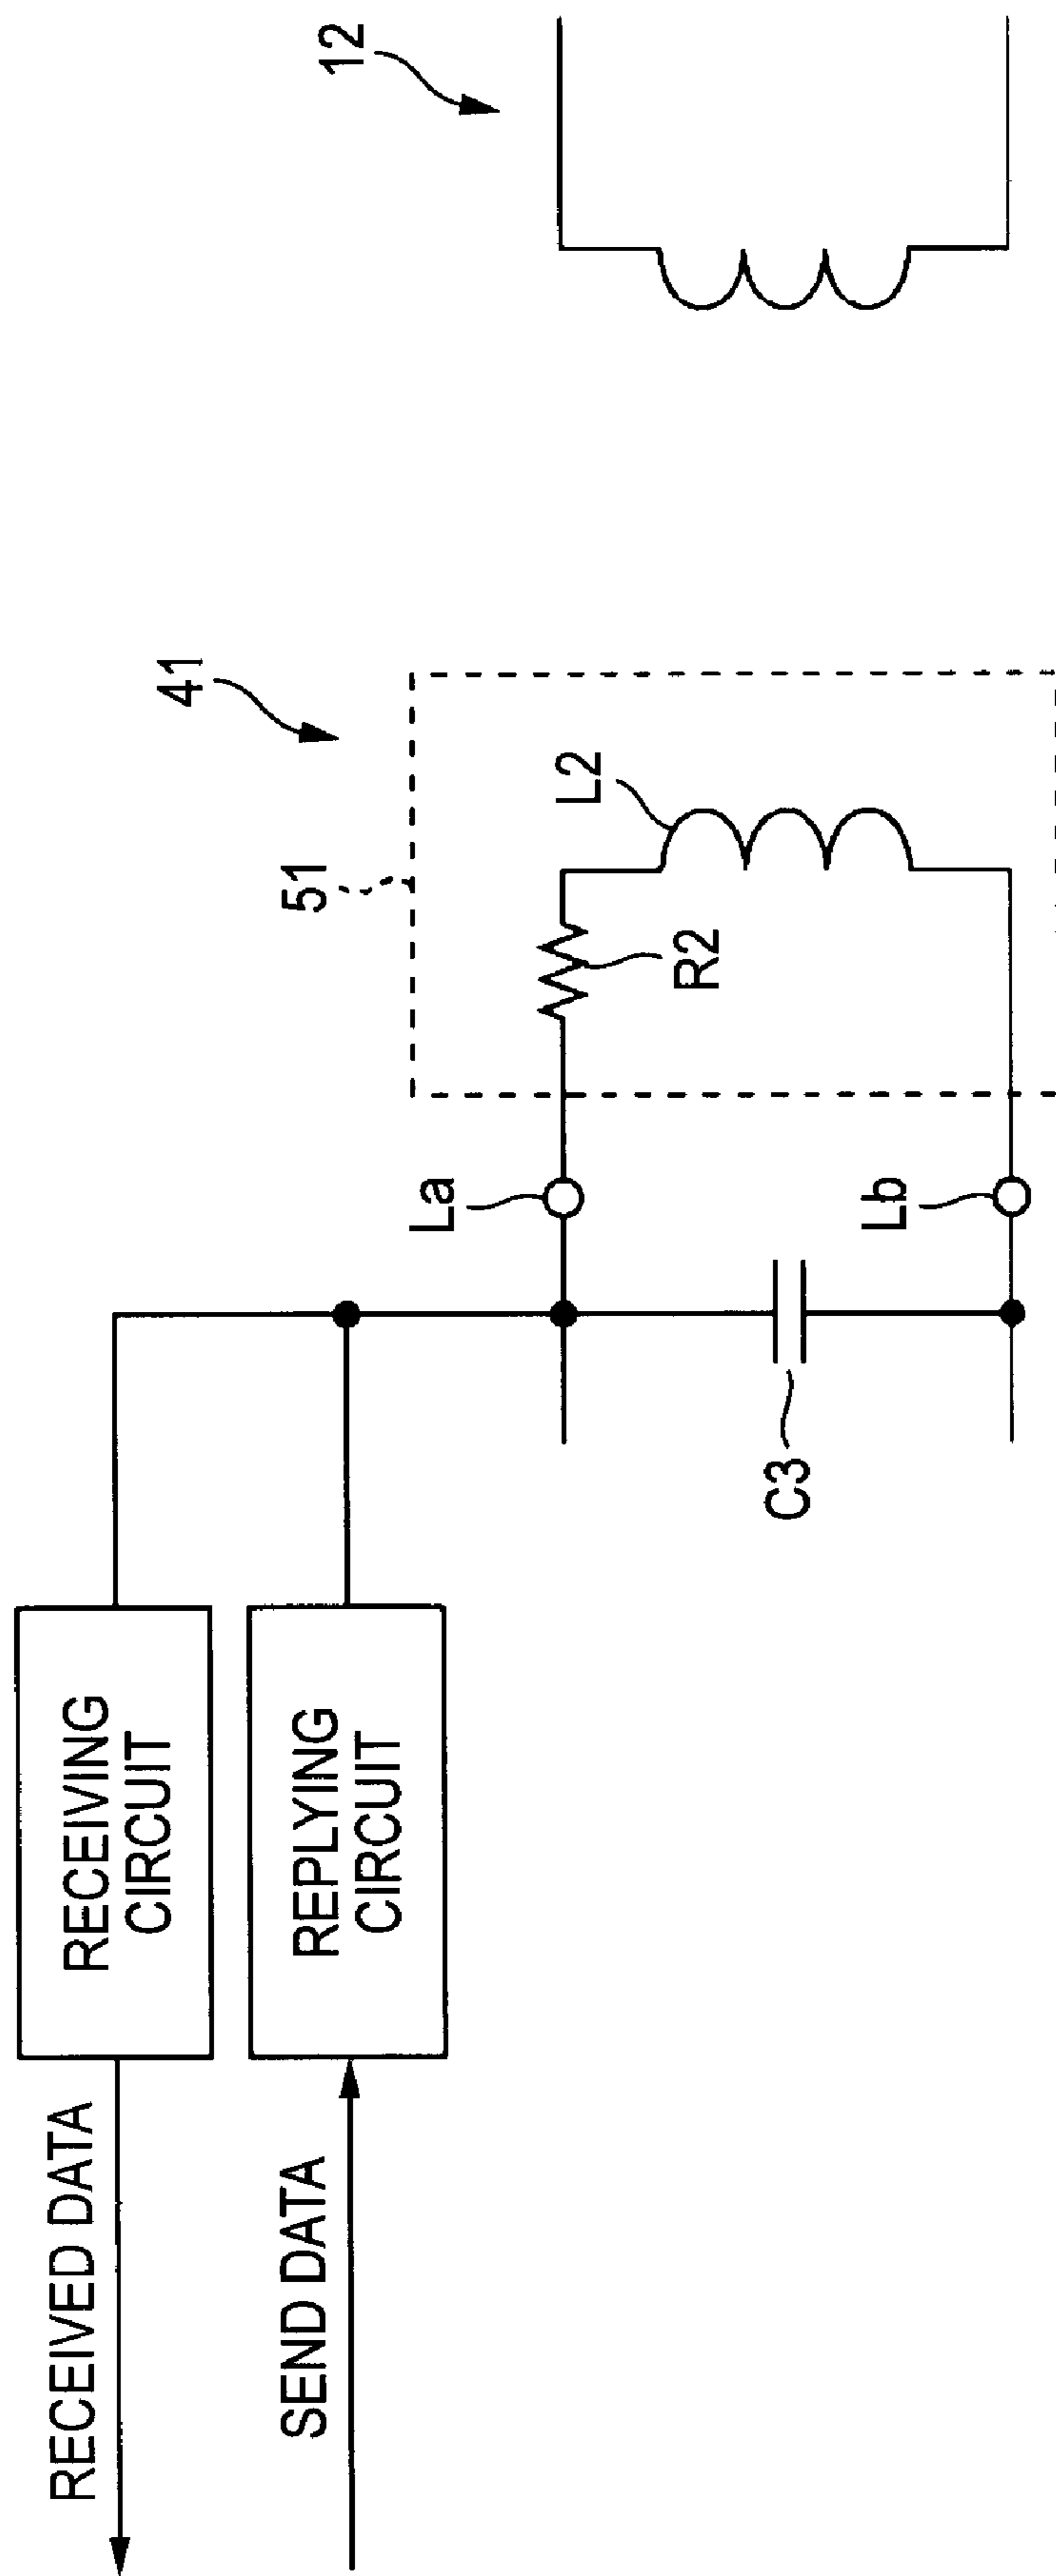 RECEIVED DATA
RECEIVING
CIRCUIT
SEND DATA
REPLYING
CIRCUIT
41
12
51
La
L2
R2
C3
Lb